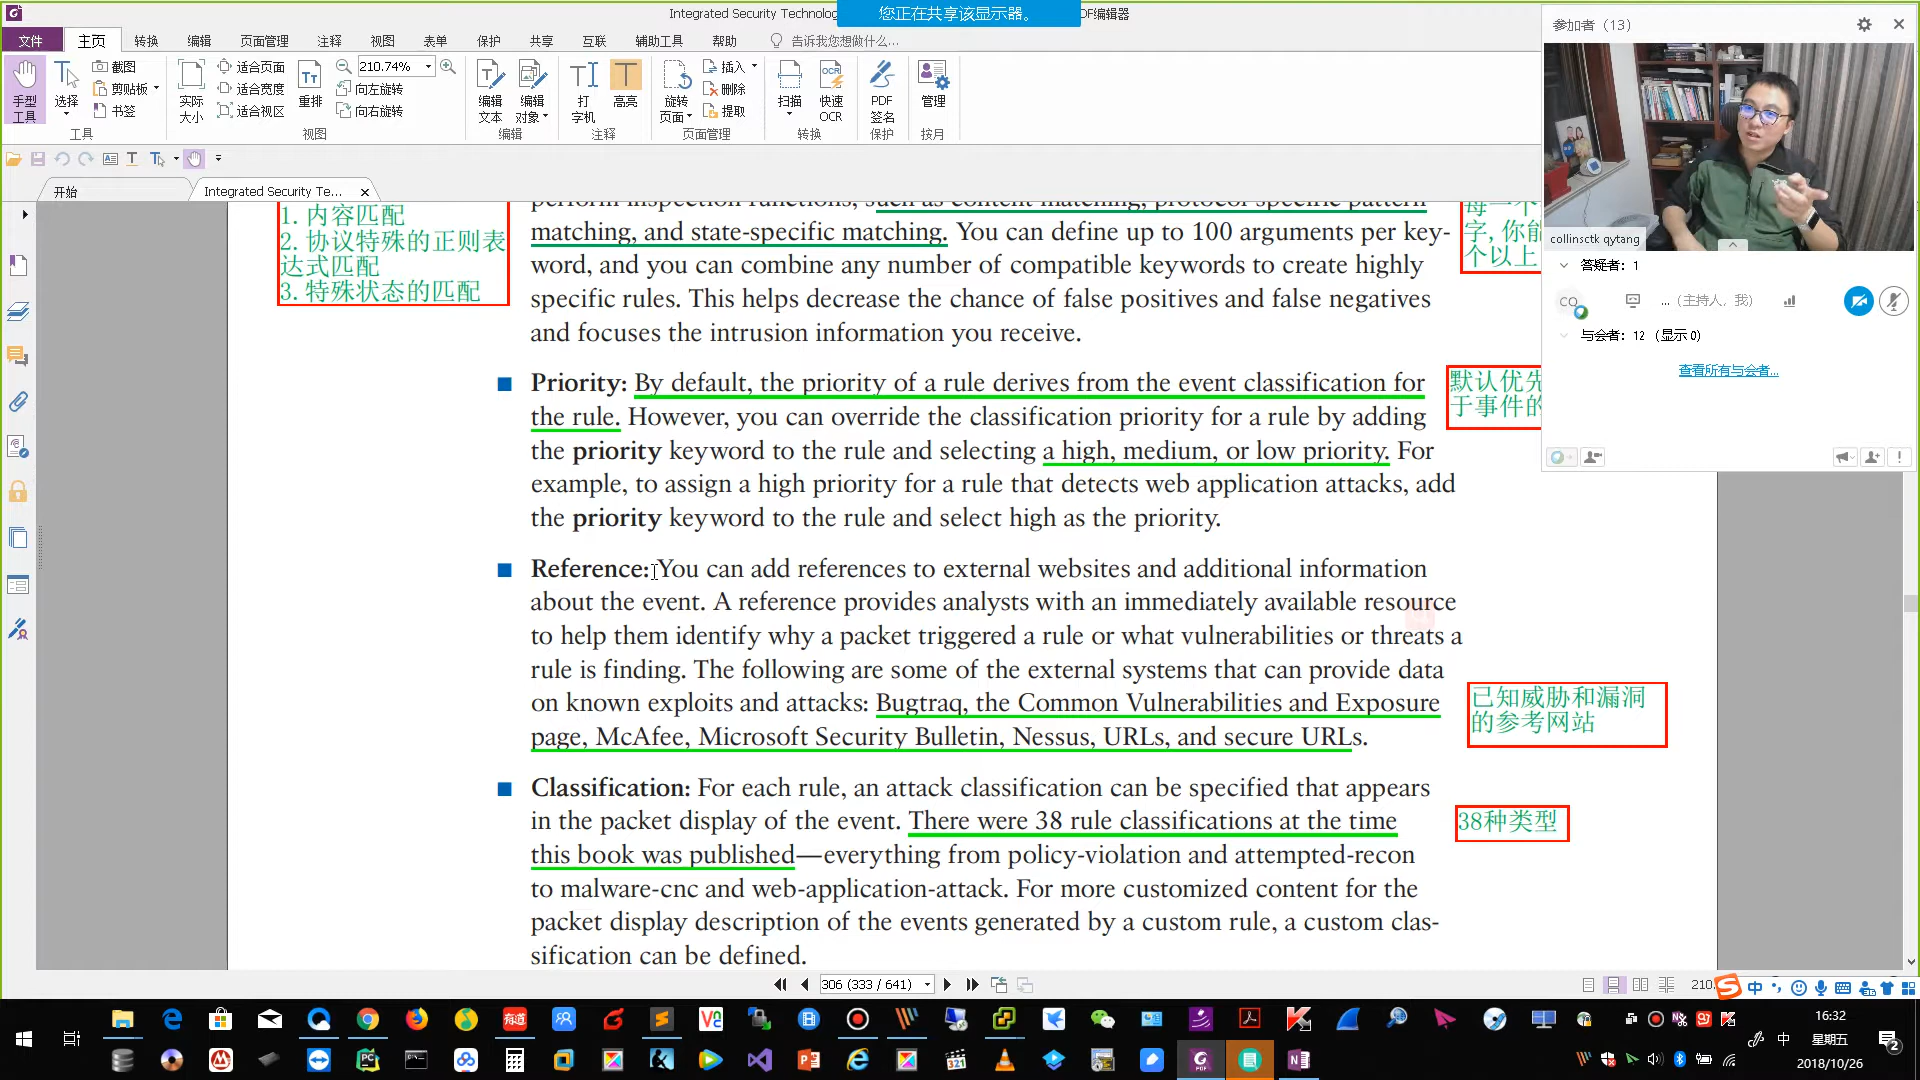 Integrated Security Technolog
您正在共享该显示器。
DF编辑器
文件 主页 转换 编辑 页面管理 注释 视图 表单 保护 共享 互联 辅助工具 帮助 告诉我您想做什么...
手型工具
选择
截图
剪贴板
书签
工具
实际大小
适合页面
适合宽度
适合视区
重排
210.74%
向左旋转
向右旋转
视图
编辑文本
编辑对象
编辑
打字机
高亮
注释
旋转页面
插入
删除
提取
页面管理
扫描
快速OCR
转换
PDF签名
保护
管理
按月
开始
Integrated Security Te...
1. 内容匹配
2. 协议特殊的正则表
达式匹配
3. 特殊状态的匹配
perform inspection functions, such as content matching, protocol-specific pattern
matching, and state-specific matching. You can define up to 100 arguments per key-
word, and you can combine any number of compatible keywords to create highly
specific rules. This helps decrease the chance of false positives and false negatives
and focuses the intrusion information you receive.
每一个
字,你能
个以上
■ Priority: By default, the priority of a rule derives from the event classification for
the rule. However, you can override the classification priority for a rule by adding
the priority keyword to the rule and selecting a high, medium, or low priority. For
example, to assign a high priority for a rule that detects web application attacks, add
the priority keyword to the rule and select high as the priority.
默认优先
于事件的
■ Reference: You can add references to external websites and additional information
about the event. A reference provides analysts with an immediately available resource
to help them identify why a packet triggered a rule or what vulnerabilities or threats a
rule is finding. The following are some of the external systems that can provide data
on known exploits and attacks: Bugtraq, the Common Vulnerabilities and Exposure
page, McAfee, Microsoft Security Bulletin, Nessus, URLs, and secure URLs.
已知威胁和漏洞
的参考网站
■ Classification: For each rule, an attack classification can be specified that appears
in the packet display of the event. There were 38 rule classifications at the time
this book was published—everything from policy-violation and attempted-recon
to malware-cnc and web-application-attack. For more customized content for the
packet display description of the events generated by a custom rule, a custom clas-
sification can be defined.
38种类型
参加者 (13)
collinsctk qytang
答疑者: 1
CQ ... (主持人, 我)
与会者: 12 (显示 0)
查看所有与会者...
306 (333 / 641)
210.
中
16:32
中 星期五
2018/10/26
2